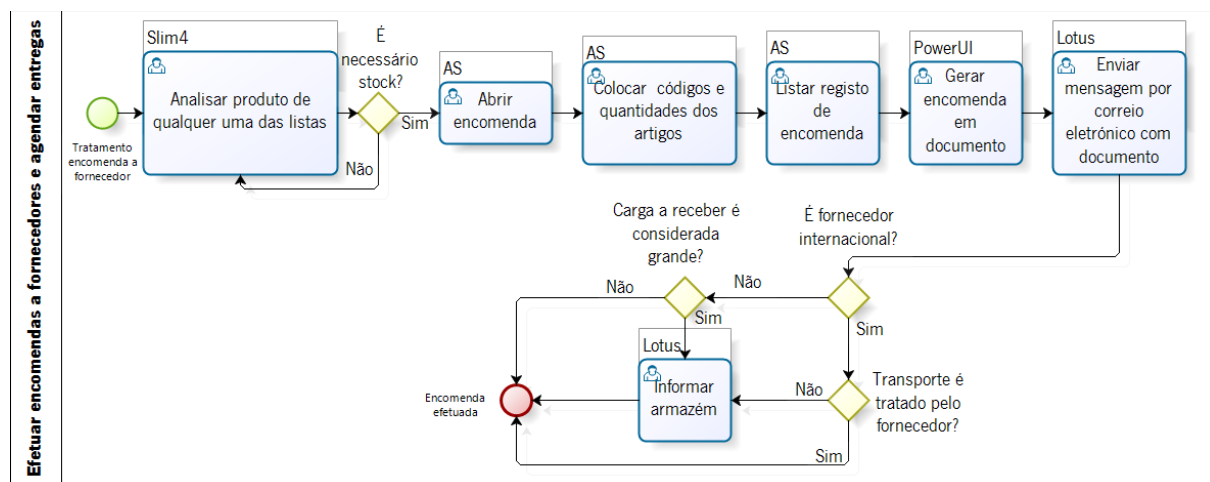 Efetuar encomendas a fornecedores e agendar entregas
Slim4
Analisar produto de
qualquer uma das listas
Tratamento
encomenda a
fornecedor
É
necessário
stock?
Sim
Não
AS
Abrir
encomenda
AS
Colocar códigos e
quantidades dos
artigos
AS
Listar registo
de
encomenda
PowerUI
Gerar
encomenda
em
documento
Lotus
Enviar
mensagem por
correio
eletrónico com
documento
É fornecedor
internacional?
Não
Sim
Carga a receber é
considerada
grande?
Não
Sim
Lotus
Informar
armazém
Transporte é
tratado pelo
fornecedor?
Não
Sim
Encomenda
efetuada